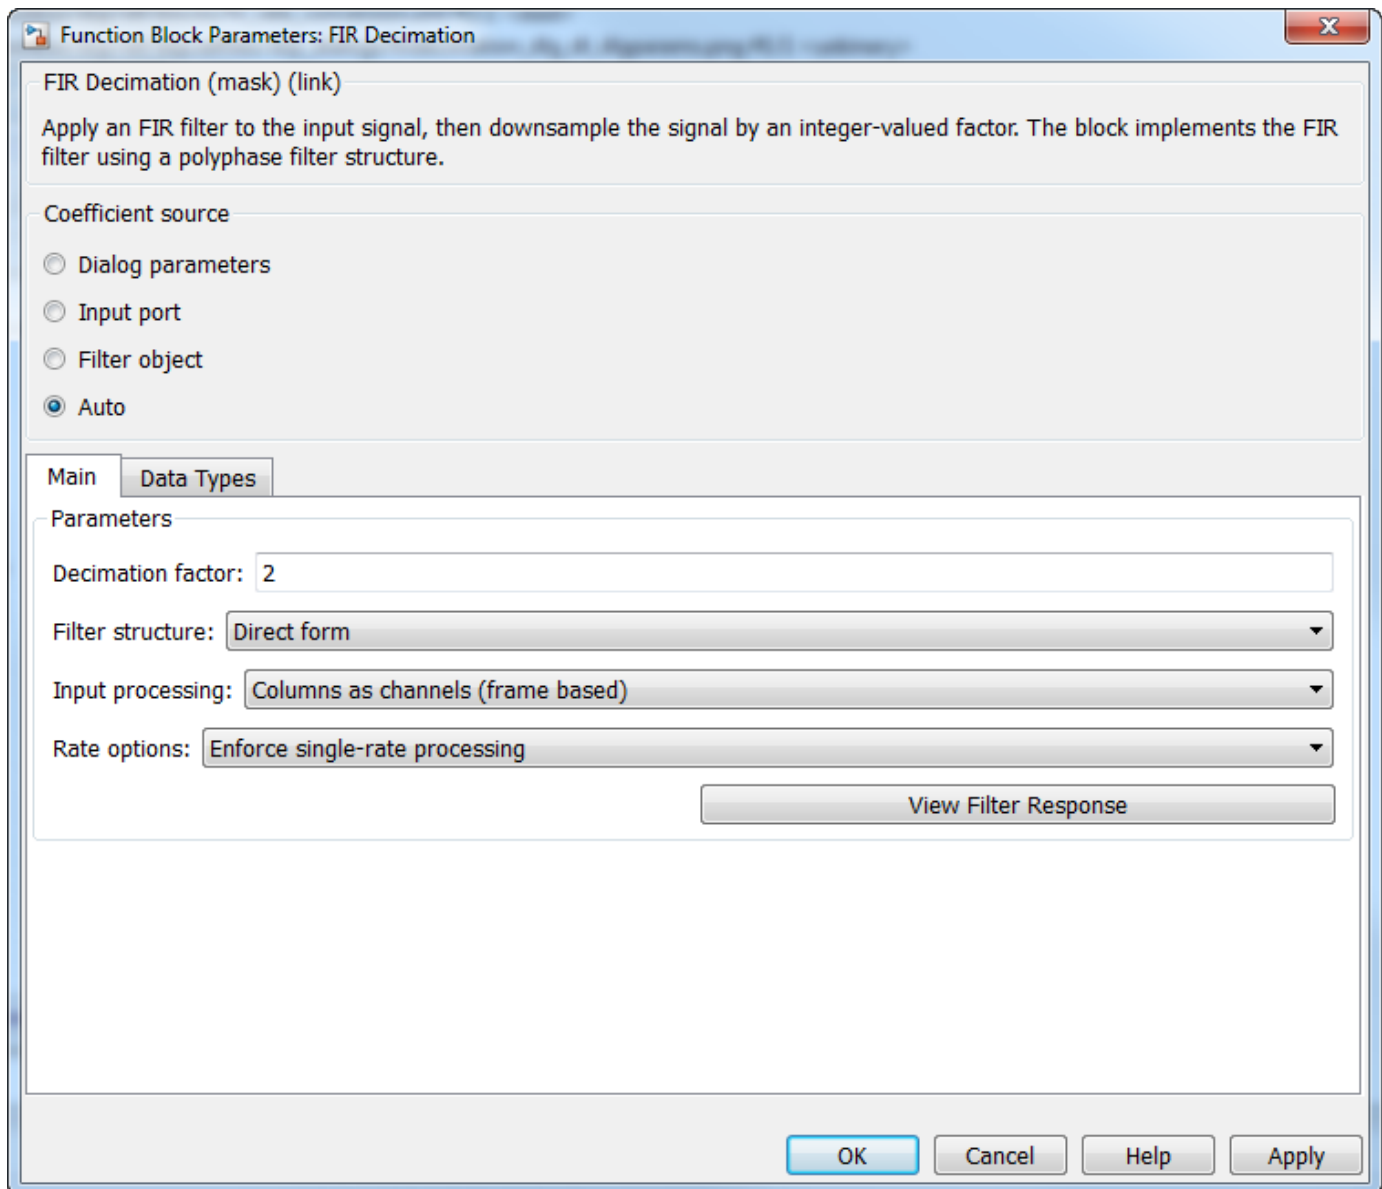 Function Block Parameters: FIR Decimation
FIR Decimation (mask) (link)
Apply an FIR filter to the input signal, then downsample the signal by an integer-valued factor. The block implements the FIR
filter using a polyphase filter structure.
Coefficient source
Dialog parameters
Input port
Filter object
Auto
Main Data Types
Parameters
Decimation factor: 2
Filter structure: Direct form
Input processing: Columns as channels (frame based)
Rate options: Enforce single-rate processing
View Filter Response
OK Cancel Help Apply